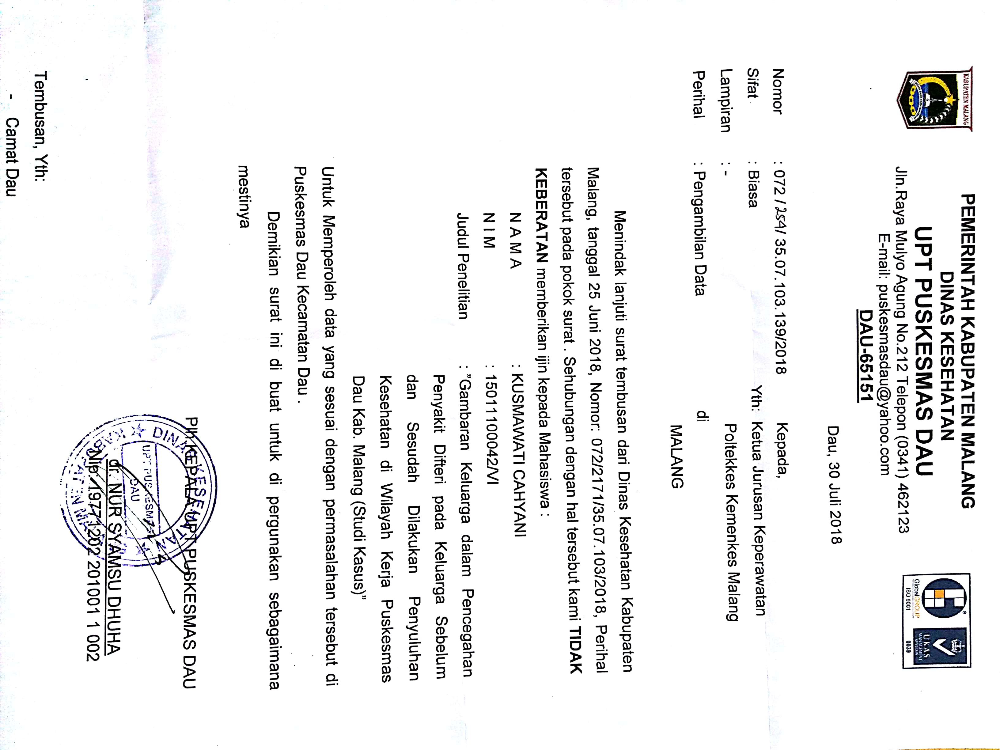 KABUPATEN MALANG
PEMERINTAH KABUPATEN MALANG
DINAS KESEHATAN
UPT PUSKESMAS DAU
Jln.Raya Mulyo Agung No.212 Telepon (0341) 462123
E-mail: puskesmasdau@yahoo.com
DAU-65151
GlobalGROUP
ISO 9001
UKAS
MANAGEMENT
SYSTEMS
0039
Dau, 30 Juli 2018
Kepada,
Nomor : 072 / 254/ 35.07.103.139/2018
Sifat : Biasa Yth: Ketua Jurusan Keperawatan
Lampiran : - Poltekkes Kemenkes Malang
Perihal : Pengambilan Data di
MALANG
Menindak lanjuti surat tembusan dari Dinas Kesehatan Kabupaten
Malang, tanggal 25 Juni 2018, Nomor: 072/2171/35.07.103/2018, Perihal
tersebut pada pokok surat . Sehubungan dengan hal tersebut kami TIDAK
KEBERATAN memberikan ijin kepada Mahasiswa :
N A M A : KUSMAWATI CAHYANI
N I M : 1501110042/VI
Judul Penelitian : ”Gambaran Keluarga dalam Pencegahan
Penyakit Difteri pada Keluarga Sebelum
dan Sesudah Dilakukan Penyuluhan
Kesehatan di Wilayah Kerja Puskesmas
Dau Kab. Malang (Studi Kasus)”
Untuk Memperoleh data yang sesuai dengan permasalahan tersebut di
Puskesmas Dau Kecamatan Dau .
Demikian surat ini di buat untuk di pergunakan sebagaimana
mestinya
Plh KEPALA UPT PUSKESMAS DAU
DINAS KESEHATAN
UPT PUSKESMAS
DAU
dr. NUR SYAMSU DHUHA
Nip. 19771202 201001 1 002
Tembusan, Yth:
- Camat Dau